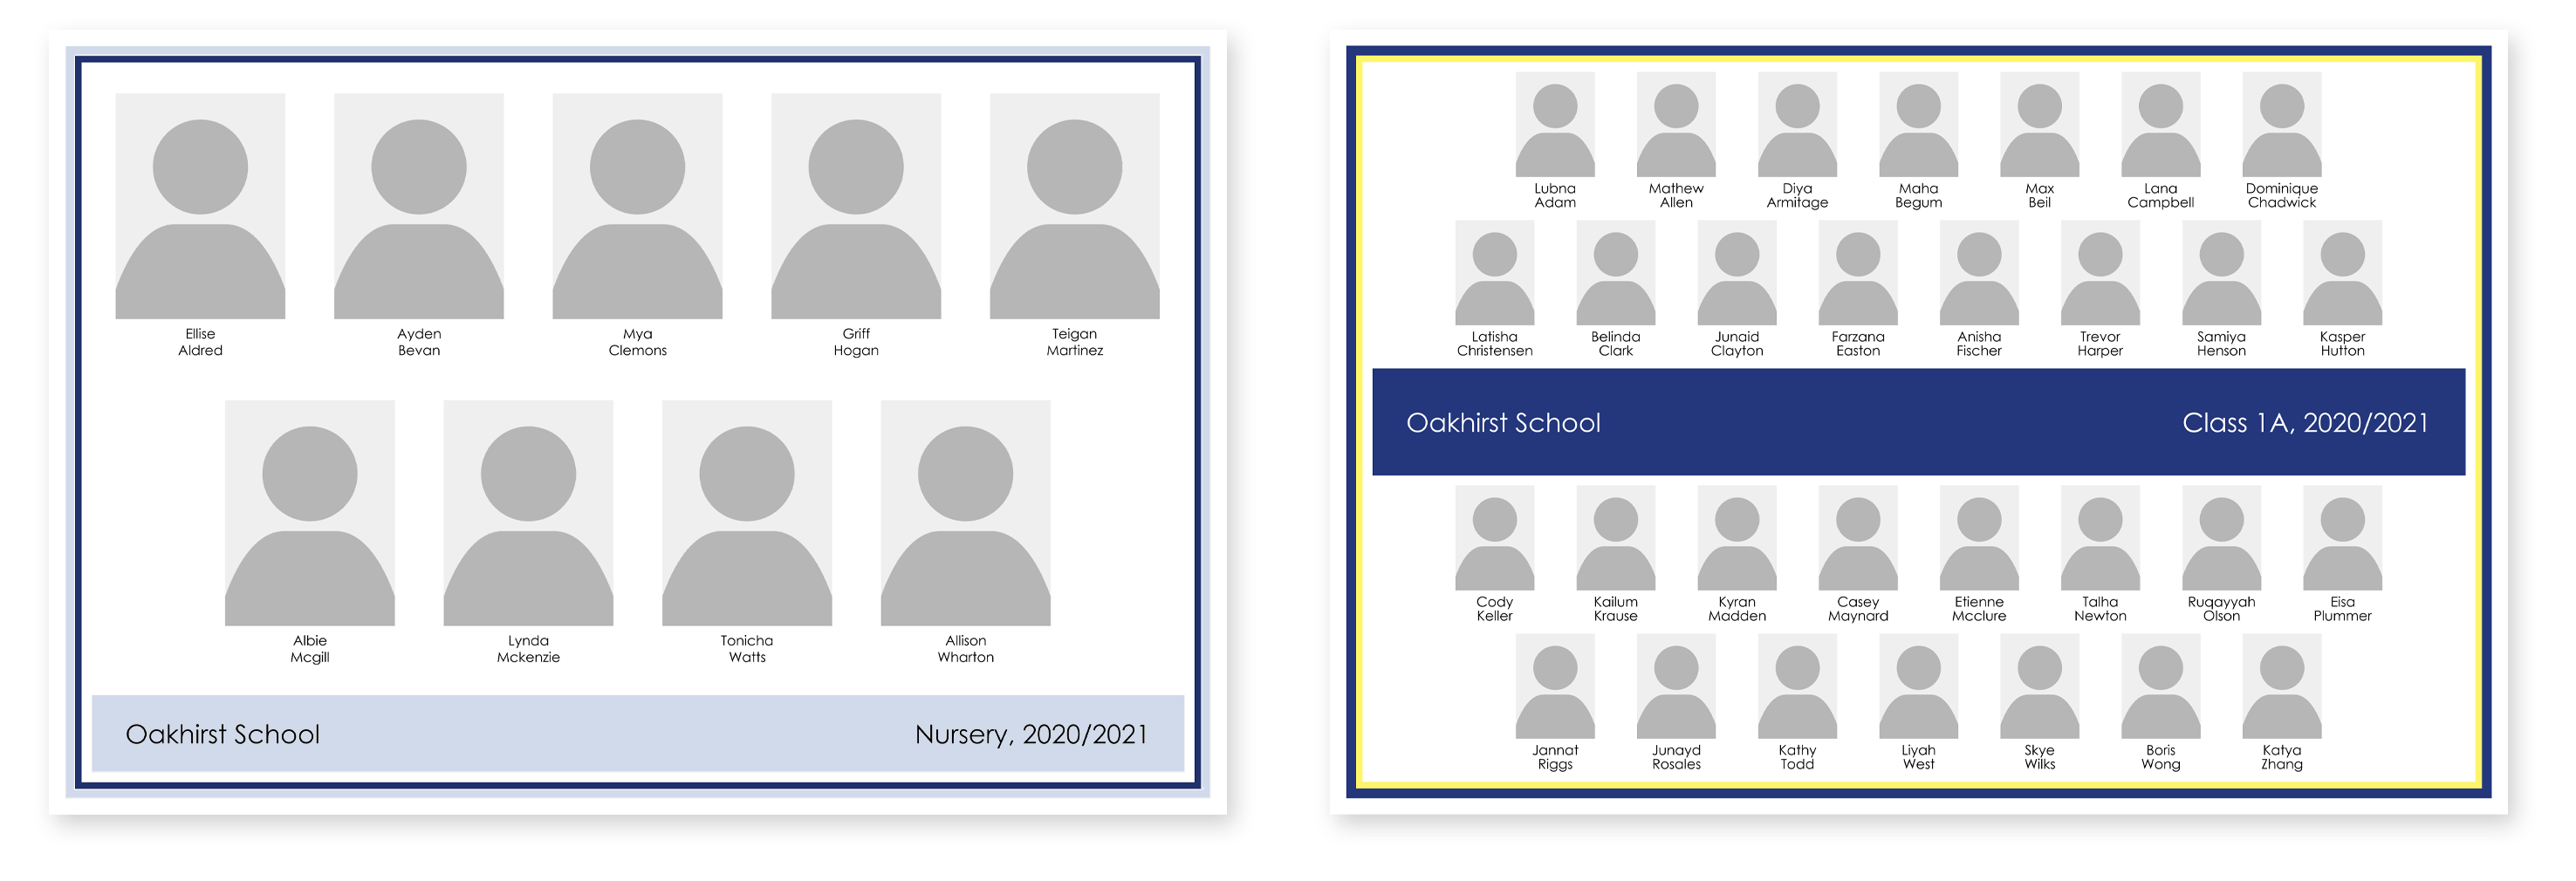 Ellise
Aldred
Ayden
Bevan
Mya
Clemons
Griff
Hogan
Teigan
Martinez
Albie
Mcgill
Lynda
Mckenzie
Tonicha
Watts
Allison
Wharton
Oakhirst School
Nursery, 2020/2021
Lubna
Adam
Mathew
Allen
Diya
Armitage
Maha
Begum
Max
Beil
Lana
Campbell
Dominique
Chadwick
Latisha
Christensen
Belinda
Clark
Junaid
Clayton
Farzana
Easton
Anisha
Fischer
Trevor
Harper
Samiya
Henson
Kasper
Hutton
Oakhirst School
Class 1A, 2020/2021
Cody
Keller
Kailum
Krause
Kyran
Madden
Casey
Maynard
Etienne
Mcclure
Talha
Newton
Ruqayyah
Olson
Eisa
Plummer
Jannat
Riggs
Junayd
Rosales
Kathy
Todd
Liyah
West
Skye
Wilks
Boris
Wong
Katya
Zhang